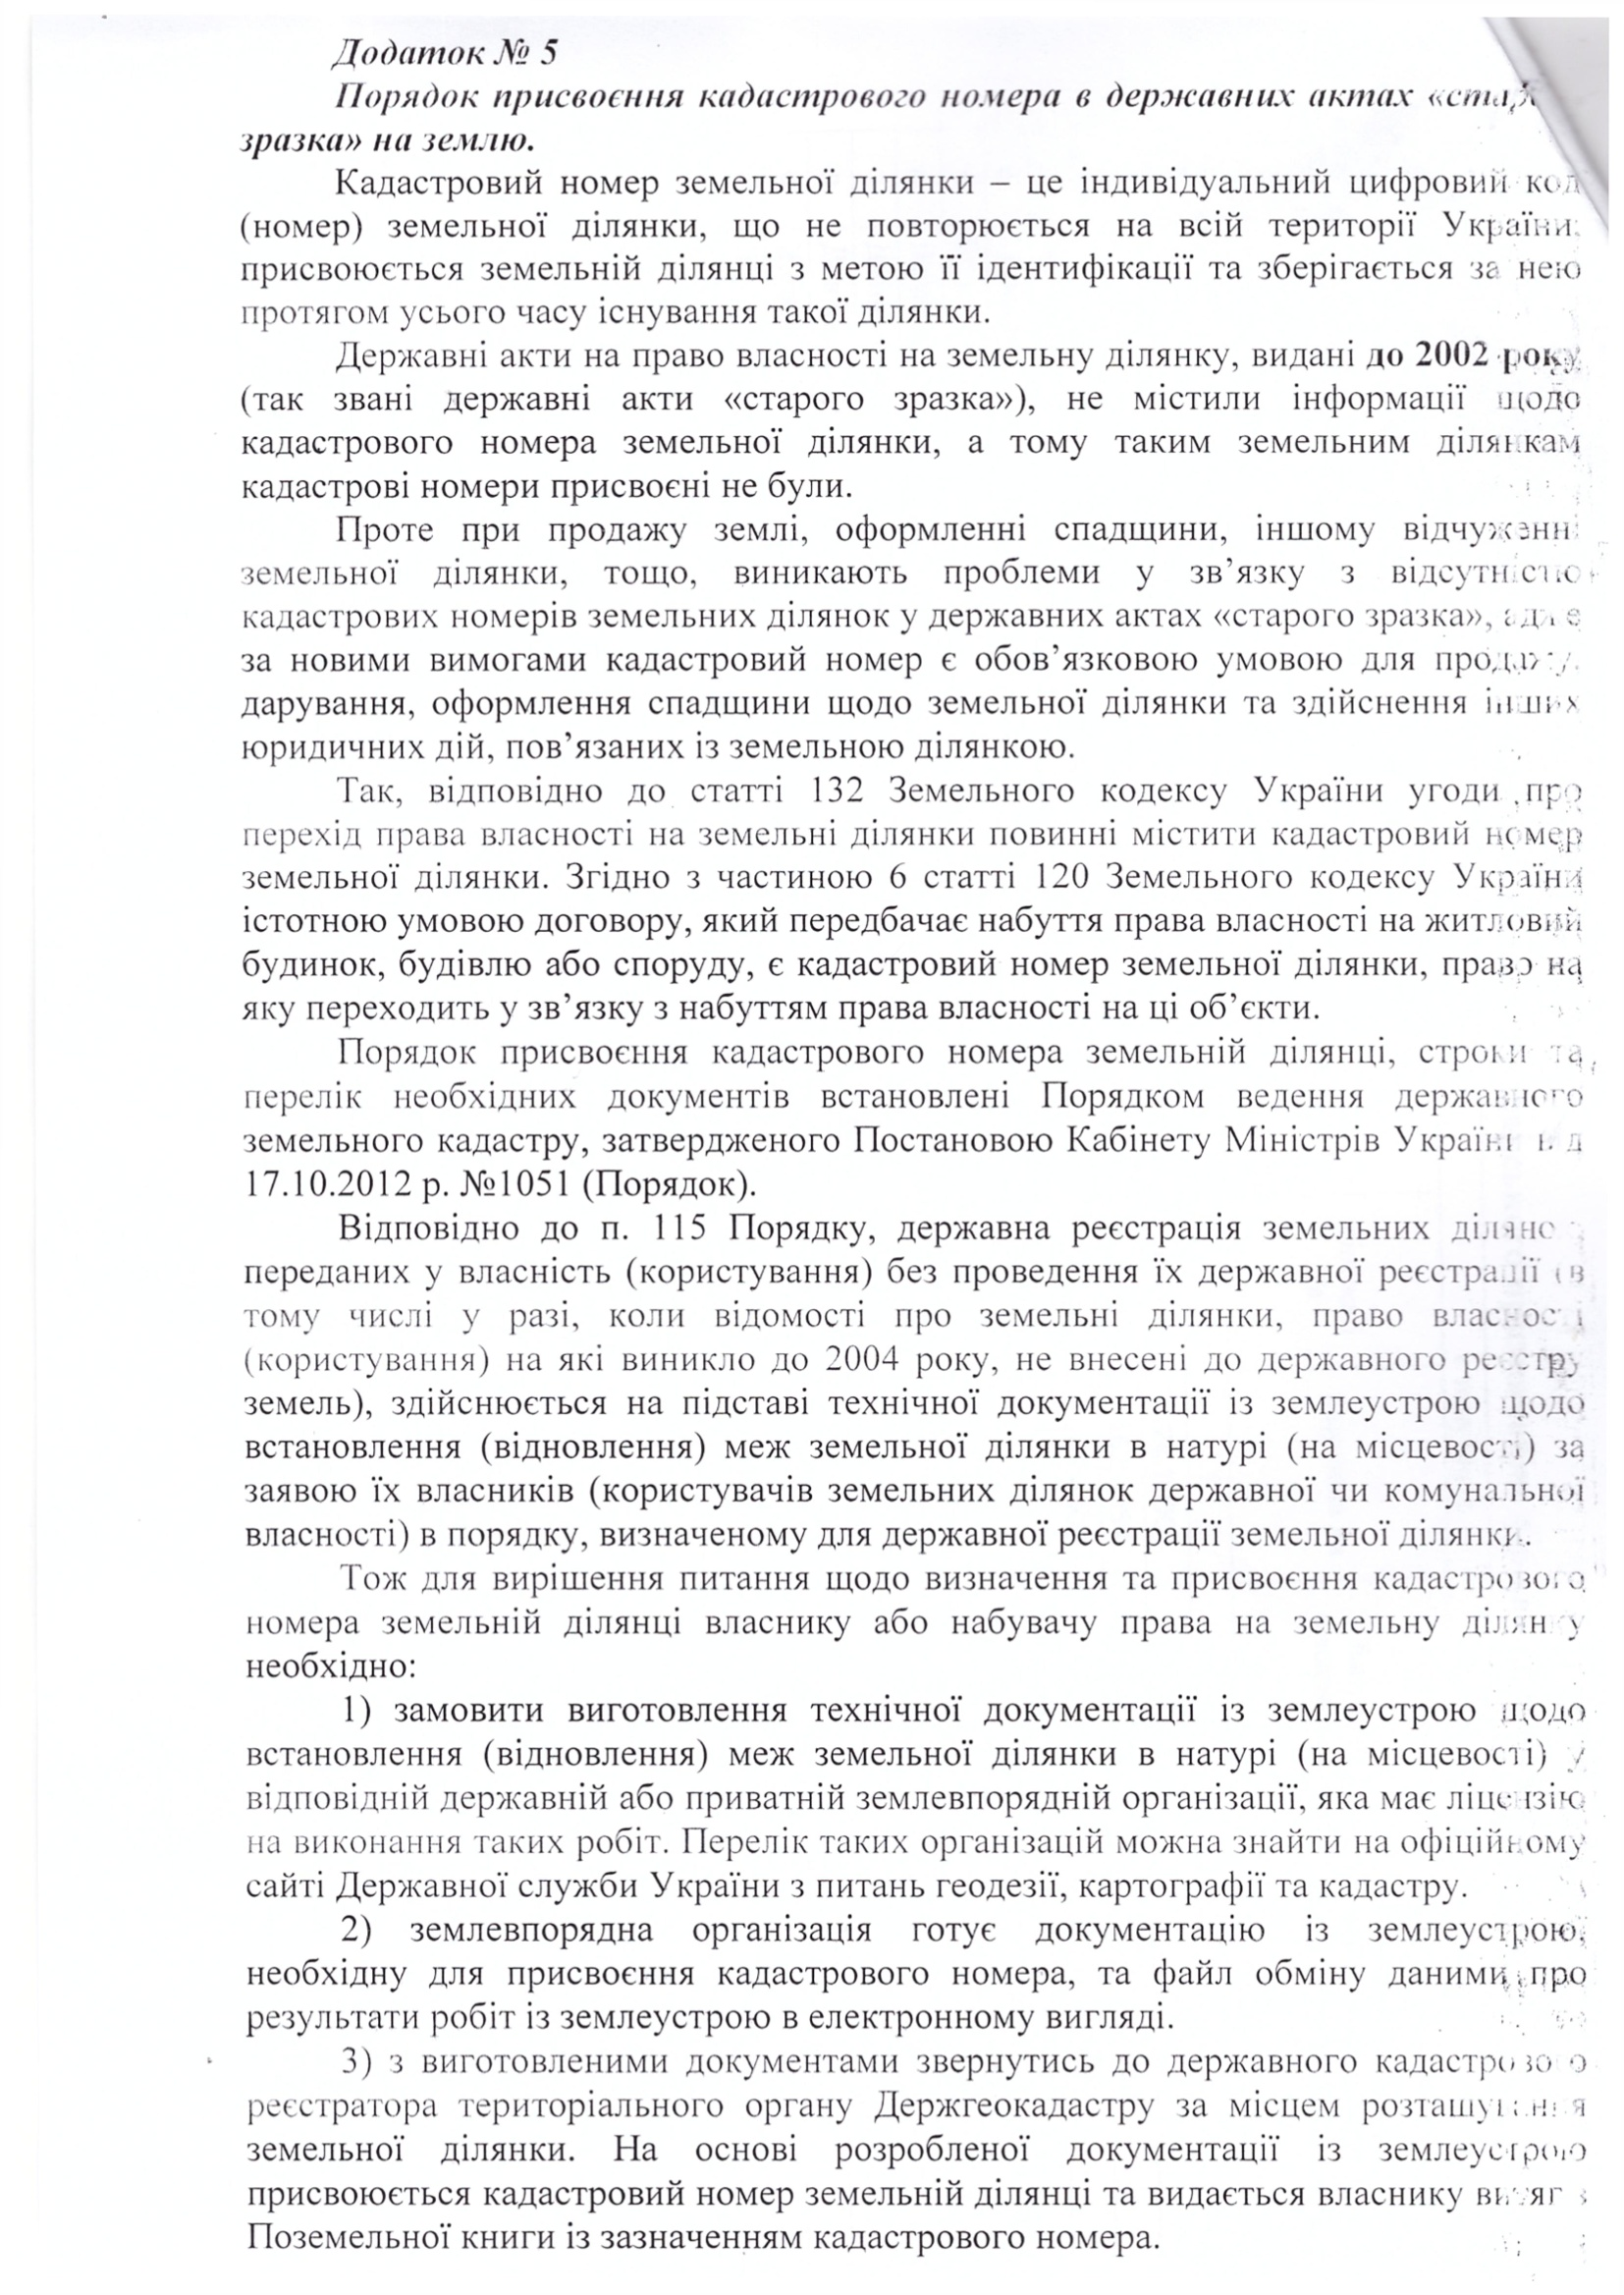 Додаток № 5
Порядок присвоєння кадастрового номера в державних актах
зразка» на землю.
Кадастровий номер земельної ділянки – це індивідуальний цифровий код
(номер) земельної ділянки, що не повторюється на всій території України,
присвоюється земельній ділянці з метою її ідентифікації та зберігається за нею
протягом усього часу існування такої ділянки.
Державні акти на право власності на земельну ділянку, видані до 2002 року
(так звані державні акти «старого зразка»), не містили інформації щодо
кадастрового номера земельної ділянки, а тому таким земельним ділянкам
кадастрові номери присвоєні не були.
Проте при продажу землі, оформленні спадщини, іншому відчуженні
земельної ділянки, тощо, виникають проблеми у зв’язку з відсутністю
кадастрових номерів земельних ділянок у державних актах «старого зразка», адже
за новими вимогами кадастровий номер є обов’язковою умовою для продажу,
дарування, оформлення спадщини щодо земельної ділянки та здійснення інших
юридичних дій, пов’язаних із земельною ділянкою.
Так, відповідно до статті 132 Земельного кодексу України угоди про
перехід права власності на земельні ділянки повинні містити кадастровий номер
земельної ділянки. Згідно з частиною 6 статті 120 Земельного кодексу України
істотною умовою договору, який передбачає набуття права власності на житловий
будинок, будівлю або споруду, є кадастровий номер земельної ділянки, право на
яку переходить у зв’язку з набуттям права власності на ці об’єкти.
Порядок присвоєння кадастрового номера земельній ділянці, строки та
перелік необхідних документів встановлені Порядком ведення державного
земельного кадастру, затвердженого Постановою Кабінету Міністрів України від
17.10.2012 р. №1051 (Порядок).
Відповідно до п. 115 Порядку, державна реєстрація земельних ділянок,
переданих у власність (користування) без проведення їх державної реєстрації (в
тому числі у разі, коли відомості про земельні ділянки, право власності
(користування) на які виникло до 2004 року, не внесені до державного реєстру
земель), здійснюється на підставі технічної документації із землеустрою щодо
встановлення (відновлення) меж земельної ділянки в натурі (на місцевості) за
заявою їх власників (користувачів земельних ділянок державної чи комунальної
власності) в порядку, визначеному для державної реєстрації земельної ділянки.
Тож для вирішення питання щодо визначення та присвоєння кадастрового
номера земельній ділянці власнику або набувачу права на земельну ділянку
необхідно:
1) замовити виготовлення технічної документації із землеустрою щодо
встановлення (відновлення) меж земельної ділянки в натурі (на місцевості) у
відповідній державній або приватній землевпорядній організації, яка має ліцензію
на виконання таких робіт. Перелік таких організацій можна знайти на офіційному
сайті Державної служби України з питань геодезії, картографії та кадастру.
2) землевпорядна організація готує документацію із землеустрою,
необхідну для присвоєння кадастрового номера, та файл обміну даними про
результати робіт із землеустрою в електронному вигляді.
3) з виготовленими документами звернутись до державного кадастрового
реєстратора територіального органу Держгеокадастру за місцем розташування
земельної ділянки. На основі розробленої документації із землеустрою
присвоюється кадастровий номер земельній ділянці та видається власнику витяг з
Поземельної книги із зазначенням кадастрового номера.